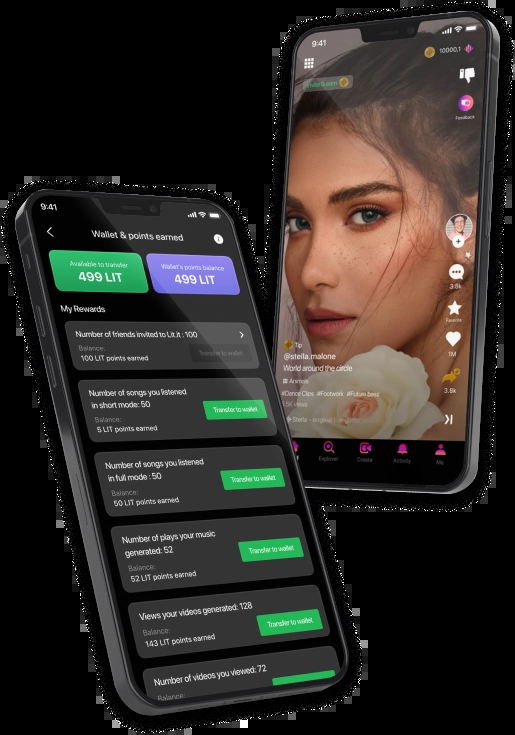 9:41
Wallet & points earned
Available to transfer
499 LIT
Wallet's points balance
499 LIT
My Rewards
Number of friends invited to Lit.it : 100
Balance:
100 LIT points earned
Transfer to wallet
Number of songs you listened
in short mode: 50
Balance:
5 LIT points earned
Transfer to wallet
Number of songs you listened
in full mode : 50
Balance:
50 LIT points earned
Transfer to wallet
Number of plays your music
generated: 52
Balance:
52 LIT points earned
Transfer to wallet
Views your videos generated: 128
Balance:
143 LIT points earned
Transfer to wallet
Number of videos you viewed: 72
Balance:
9:41
10000,1
Feedback
3.8k
Favorite
1M
3.8k
Tip
@stella.malone
World around the circle
Animoix
#Dance Clips #Footwork #Future bass
views
Stella - original
Explorer
Create
Activity
Me